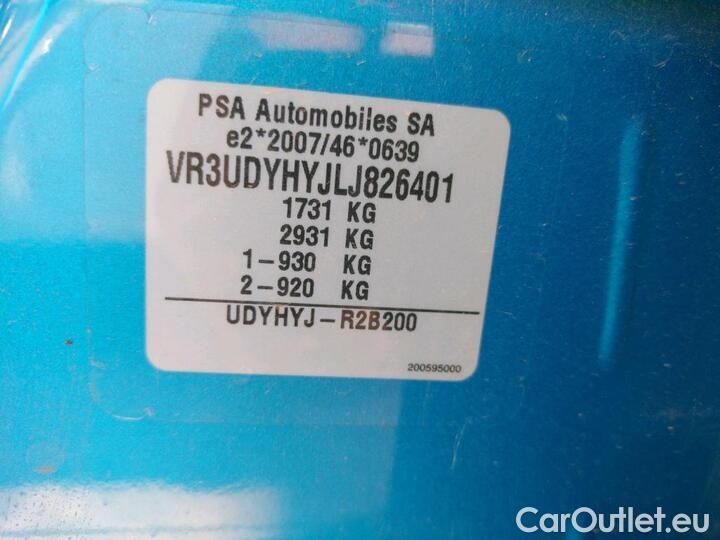 PSA Automobiles SA
e2*2007/46*0639
VR3UDYHYJLJ826401
1731 KG
2931 KG
1-930 KG
2-920 KG
UDYHYJ-R2B200
200595000
CarOutlet.eu